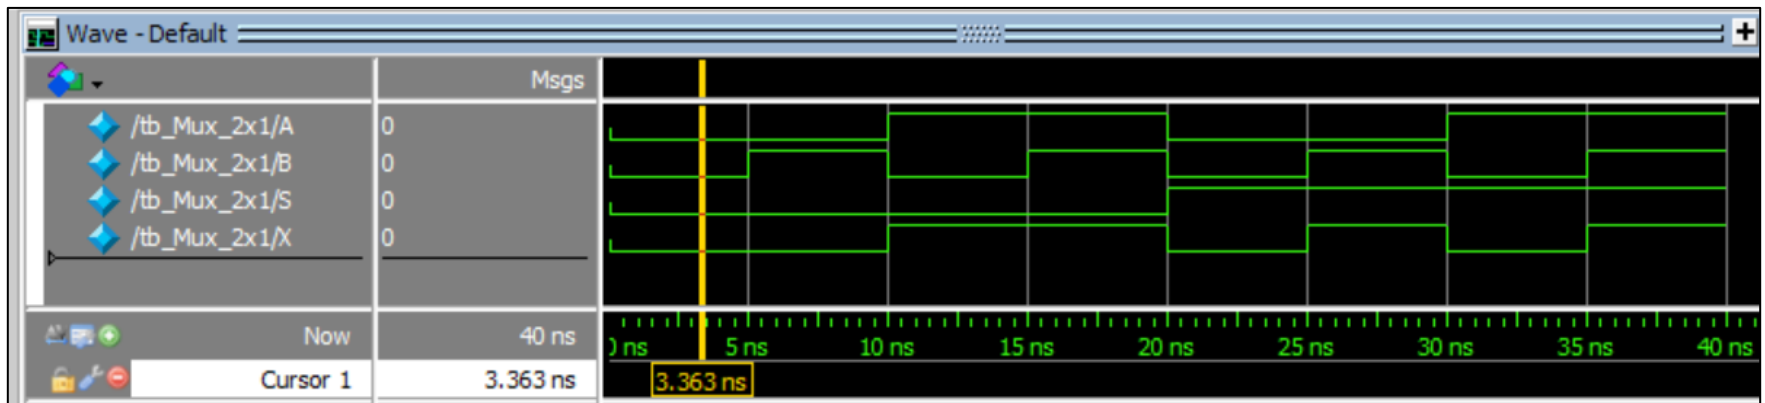 Wave - Default
Msgs
/tb_Mux_2x1/A 0
/tb_Mux_2x1/B 0
/tb_Mux_2x1/S 0
/tb_Mux_2x1/X 0
Now 40 ns
ns 5 ns 10 ns 15 ns 20 ns 25 ns 30 ns 35 ns 40 ns
Cursor 1 3.363 ns 3.363 ns